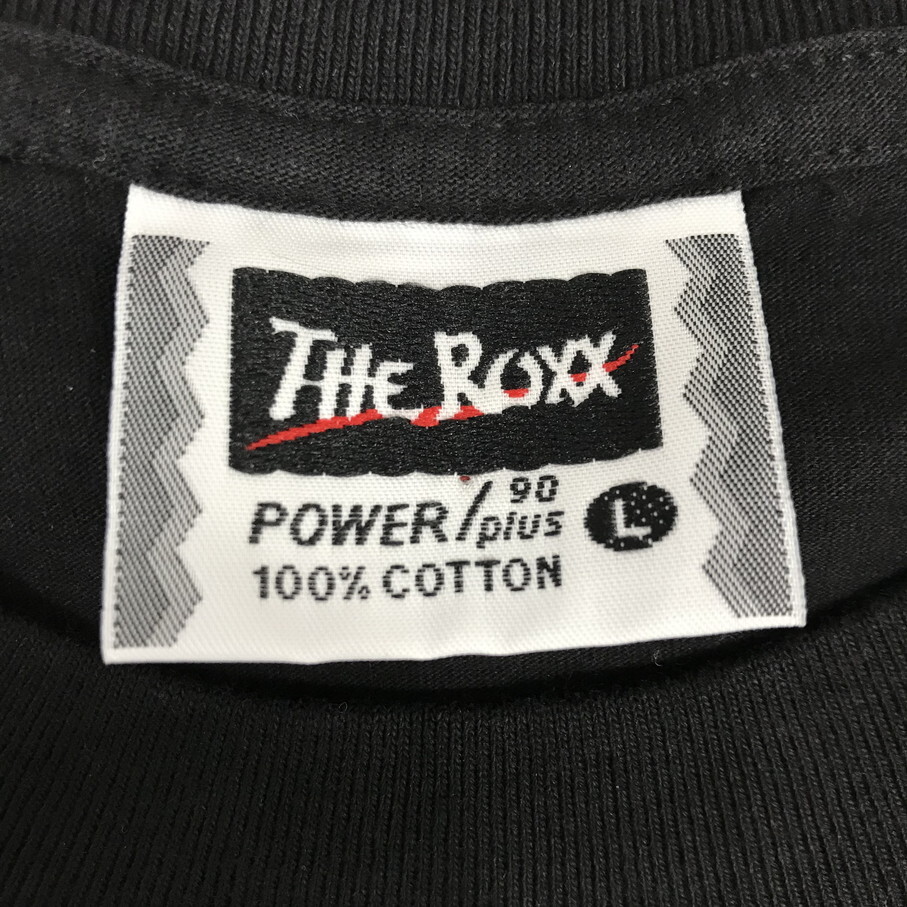 THE ROXX
POWER/90 plus L
100% COTTON